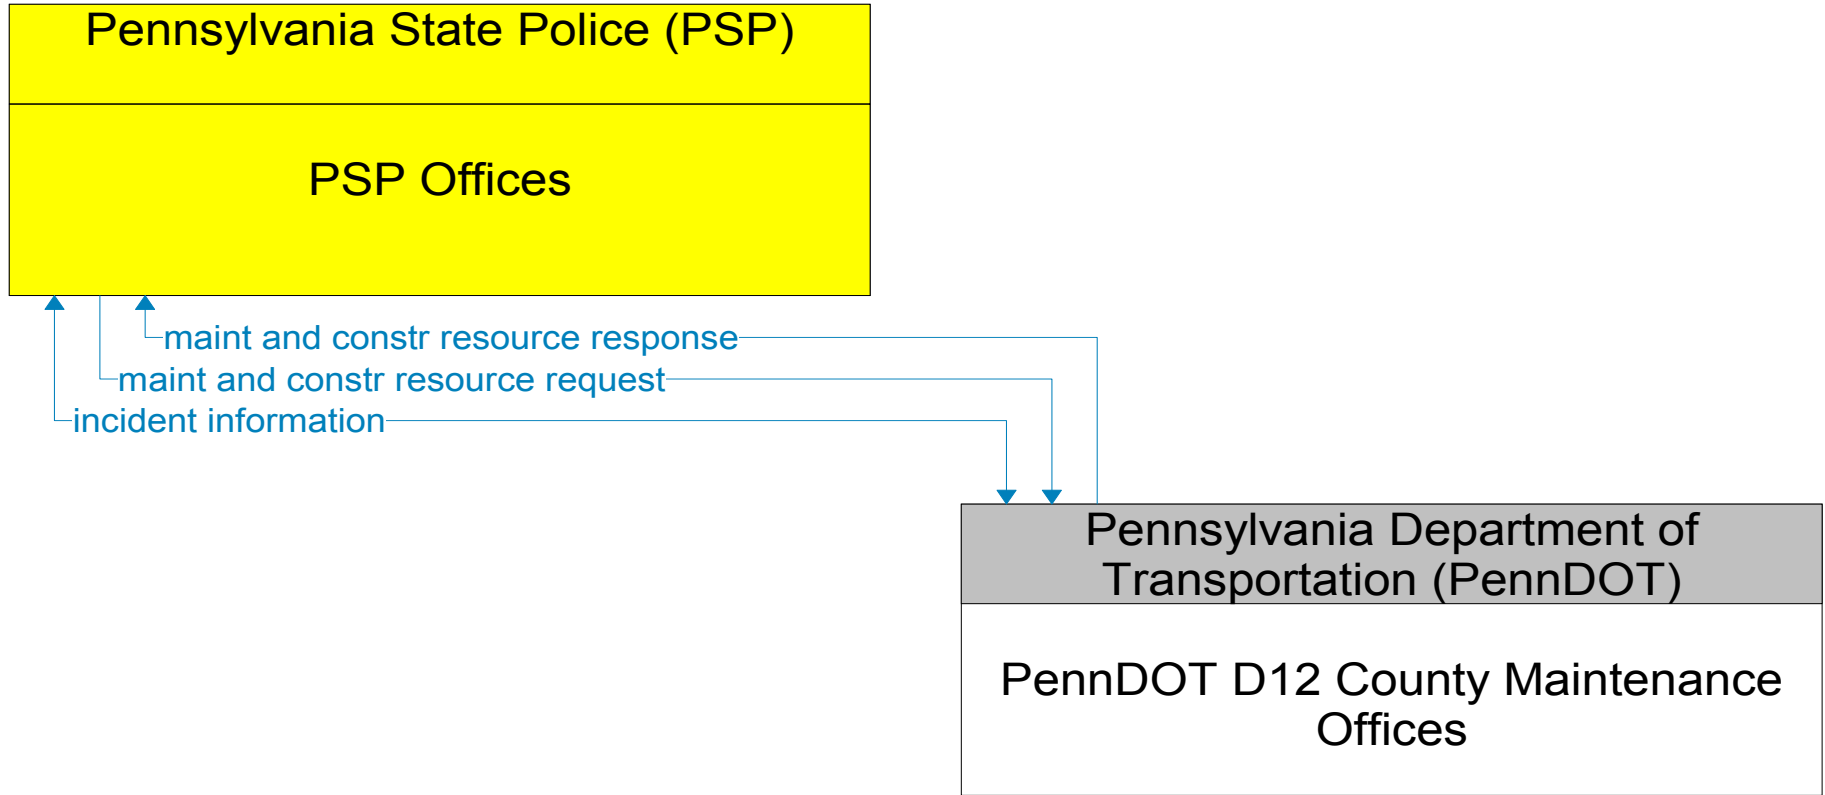 Pennsylvania State Police (PSP)
PSP Offices
maint and constr resource response
maint and constr resource request
incident information
Pennsylvania Department of
Transportation (PennDOT)
PennDOT D12 County Maintenance
Offices